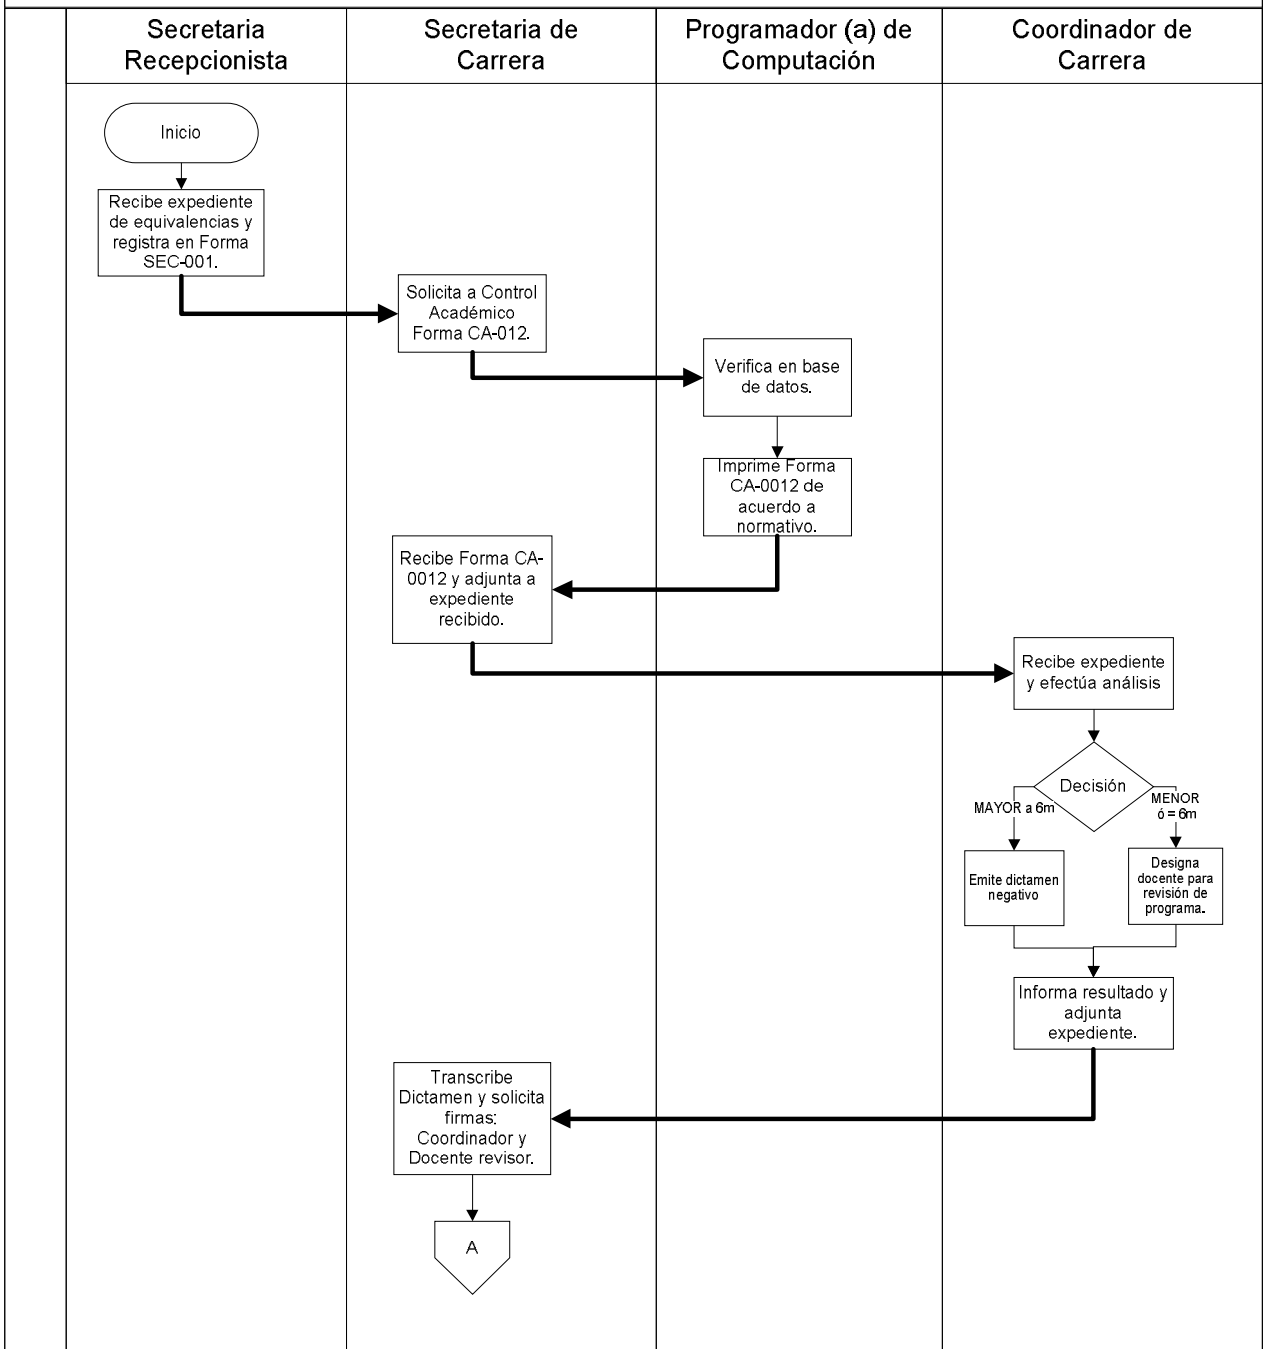 Secretaria
Recepcionista
Secretaria de
Carrera
Programador (a) de
Computación
Coordinador de
Carrera
Inicio
Recibe expediente
de equivalencias y
registra en Forma
SEC-001.
Solicita a Control
Académico
Forma CA-012.
Verifica en base
de datos.
Imprime Forma
CA-0012 de
acuerdo a
normativo.
Recibe Forma CA-
0012 y adjunta a
expediente
recibido.
Recibe expediente
y efectúa análisis
Decisión
MAYOR a 6m
MENOR
ó = 6m
Emite dictamen
negativo
Designa
docente para
revisión de
programa.
Informa resultado y
adjunta
expediente.
Transcribe
Dictamen y solicita
firmas:
Coordinador y
Docente revisor.
A